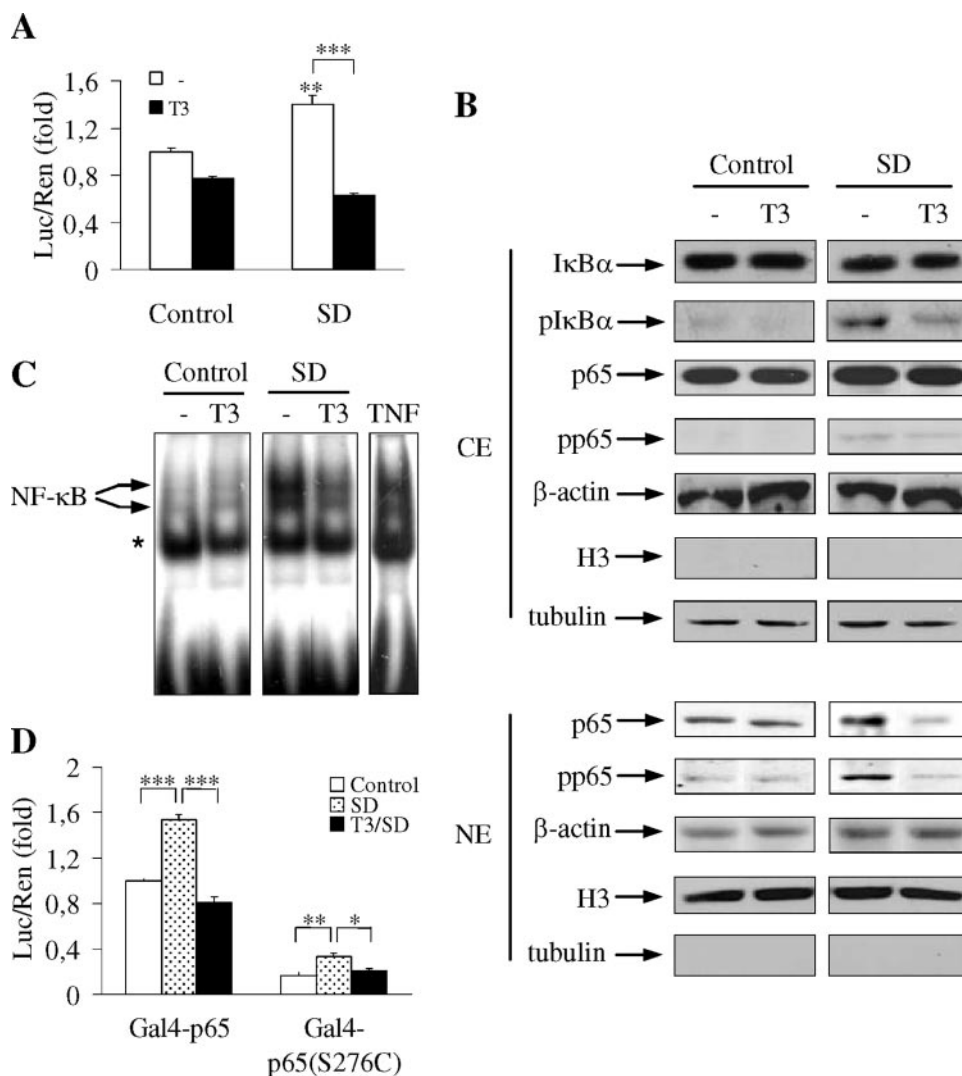 A
1,6
1,2
0,8
0,4
0
Luc/Ren (fold)
-
T3
**
***
Control
SD
B
Control
SD
-
T3
-
T3
CE
IκBα
pIκBα
p65
pp65
β-actin
H3
tubulin
NE
p65
pp65
β-actin
H3
tubulin
C
Control
SD
-
T3
-
T3
TNF
NF-κB
*
D
2
1,6
1,2
0,8
0,4
0
Luc/Ren (fold)
***
***
**
*
Control
SD
T3/SD
Gal4-p65
Gal4-
p65(S276C)